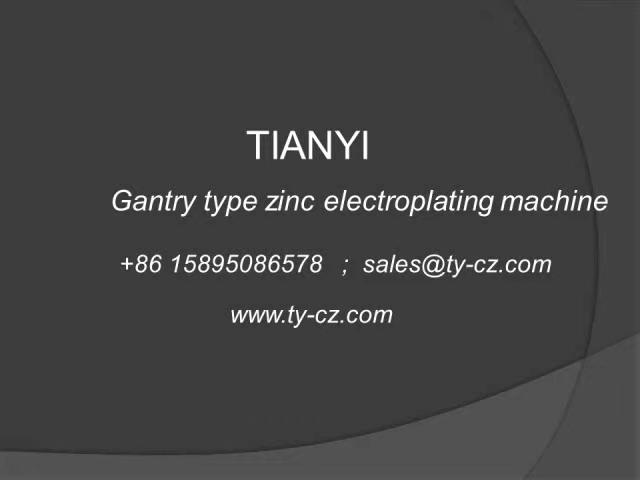 TIANYI
Gantry type zinc electroplating machine
+86 15895086578 ; sales@ty-cz.com
www.ty-cz.com